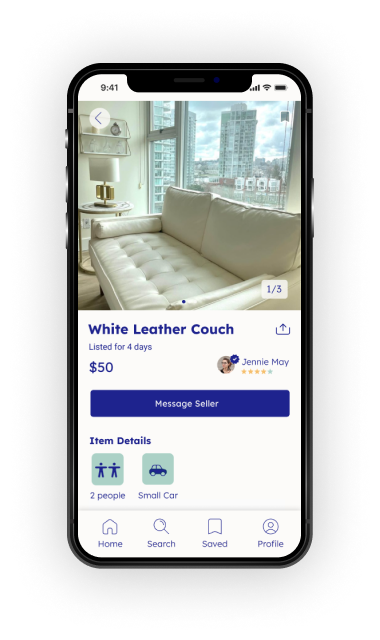 9:41
1/3
White Leather Couch
Listed for 4 days
$50
Jennie May
Message Seller
Item Details
2 people
Small Car
Home
Search
Saved
Profile